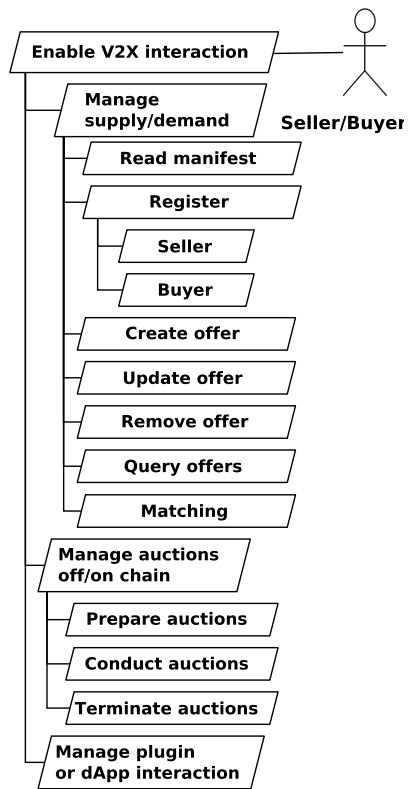 Enable V2X interaction
Seller/Buyer
Manage
supply/demand
Read manifest
Register
Seller
Buyer
Create offer
Update offer
Remove offer
Query offers
Matching
Manage auctions
off/on chain
Prepare auctions
Conduct auctions
Terminate auctions
Manage plugin
or dApp interaction